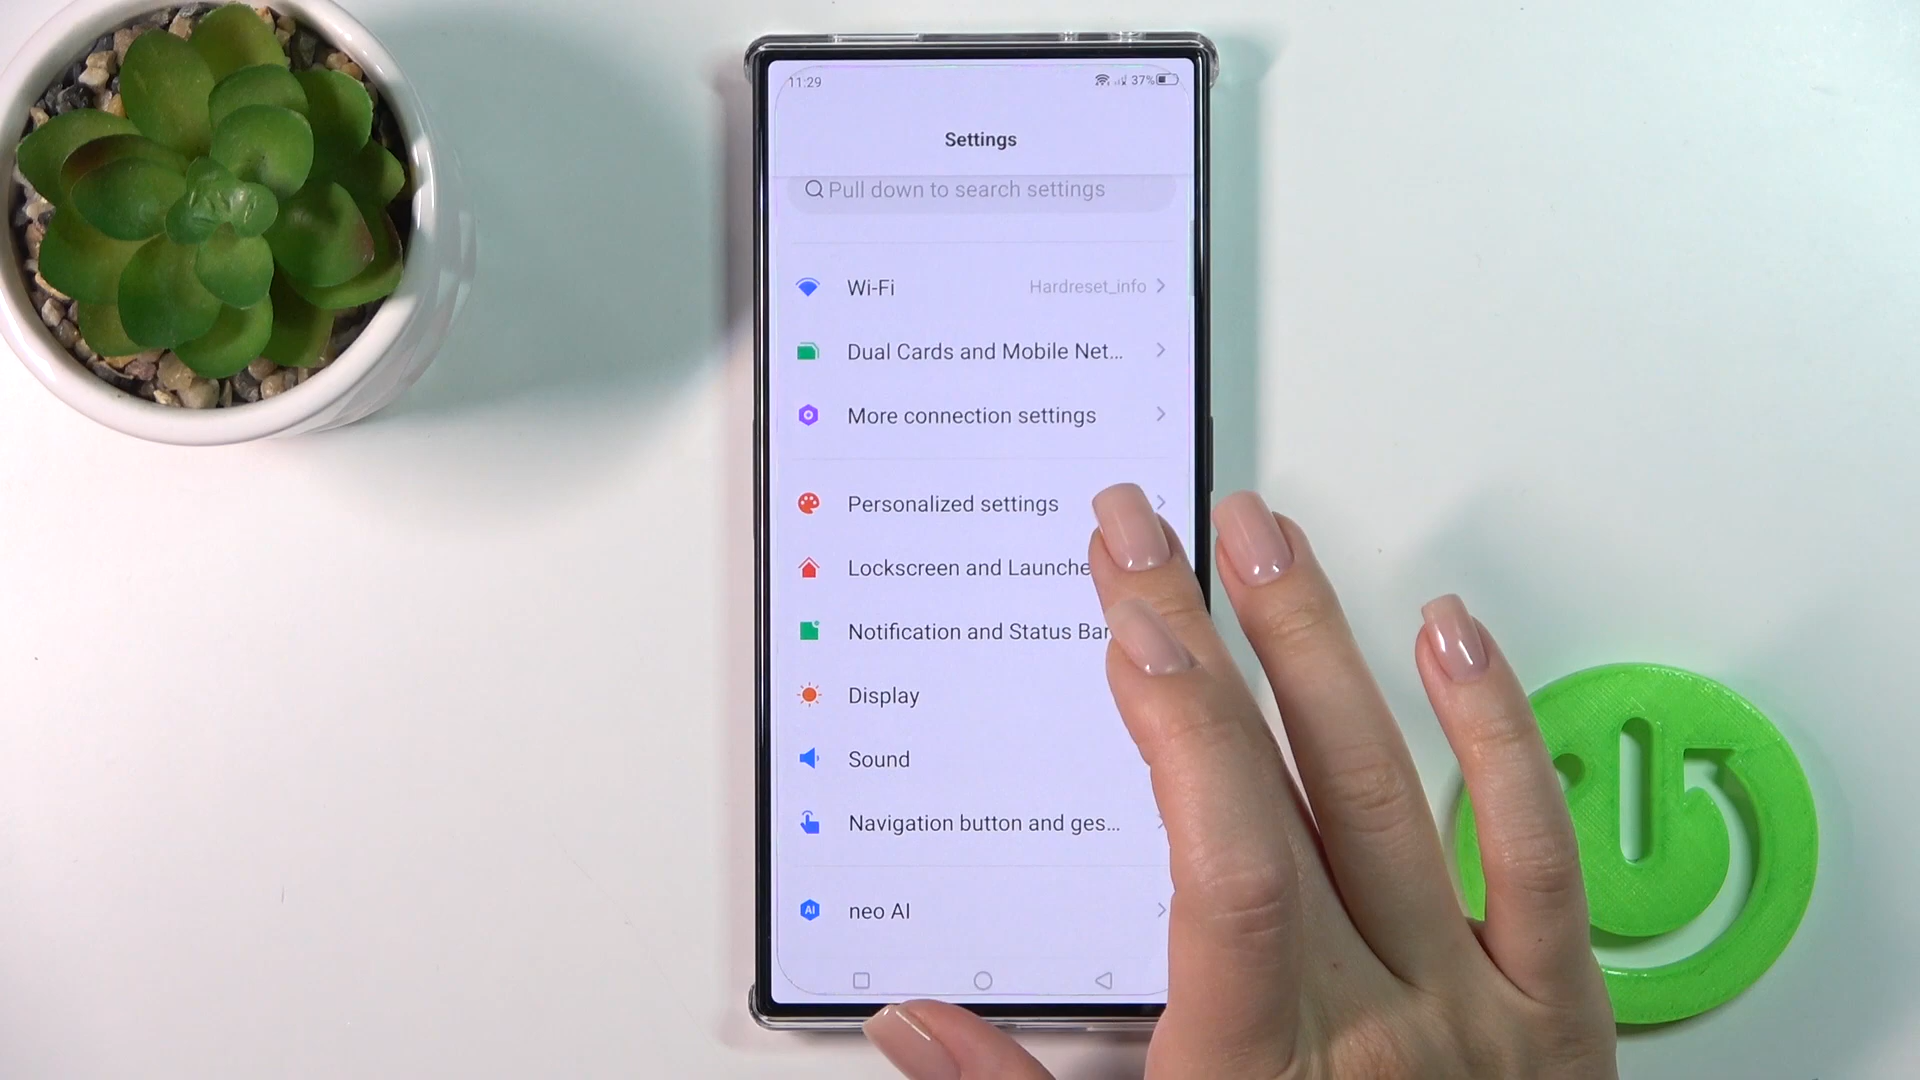 11:29
37%
Settings
Pull down to search settings
Wi-Fi Hardreset_info
Dual Cards and Mobile Net...
More connection settings
Personalized settings
Lockscreen and Launche
Notification and Status Bar
Display
Sound
Navigation button and ges...
AI neo AI